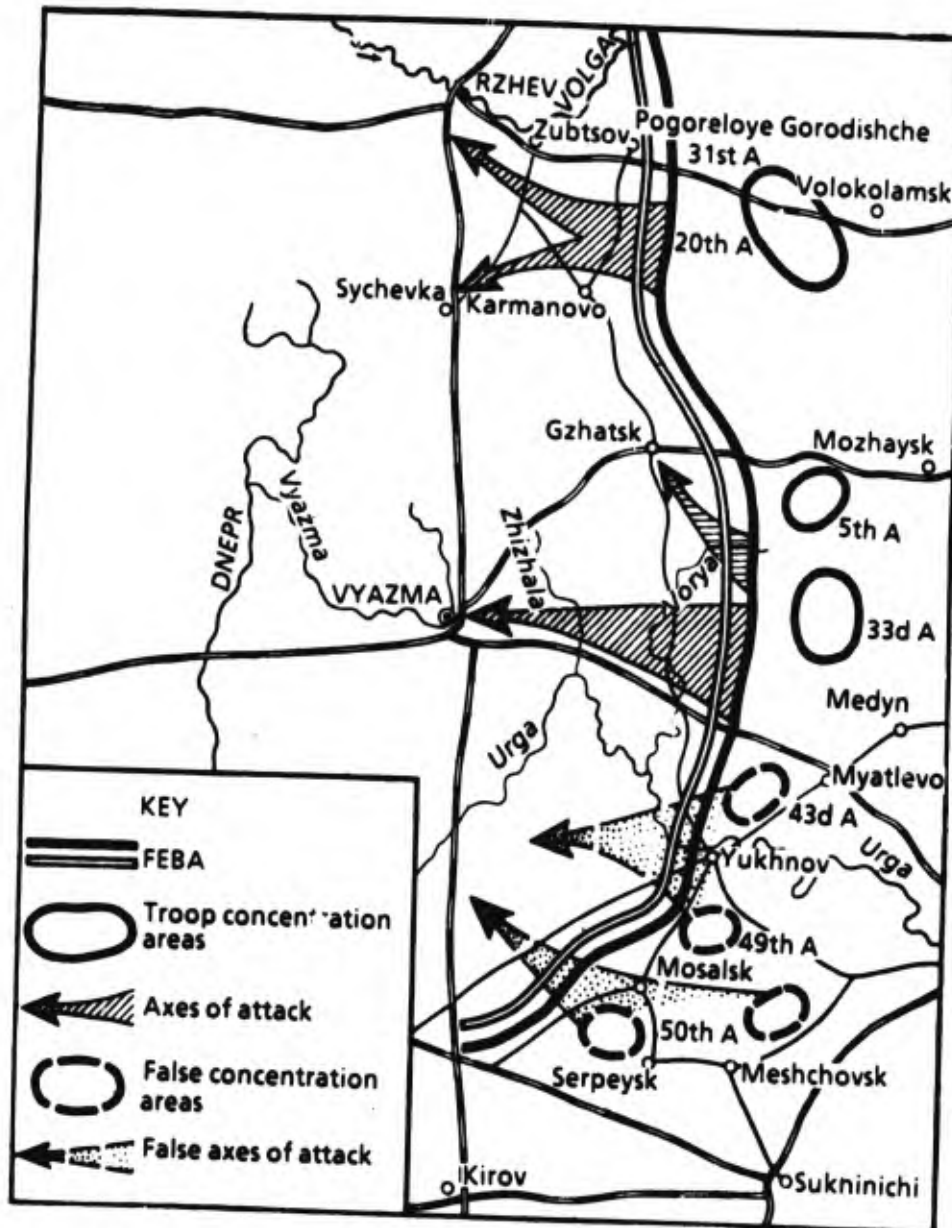 RZHEV
VOLGA
Zubtsov
Pogoreloye Gorodishche
31st A
Volokolamsk
20th A
Sychevka
Karmanovo
Gzhatsk
Mozhaysk
5th A
DNEPR
Vyazma
Zhizhala
orya
VYAZMA
33d A
Medyn
Urga
Myatlevo
43d A
Yukhnov
Urga
49th A
Mosalsk
50th A
Serpeysk
Meshchovsk
Kirov
Sukninichi
KEY
FEBA
Troop concentration
areas
Axes of attack
False concentration
areas
False axes of attack